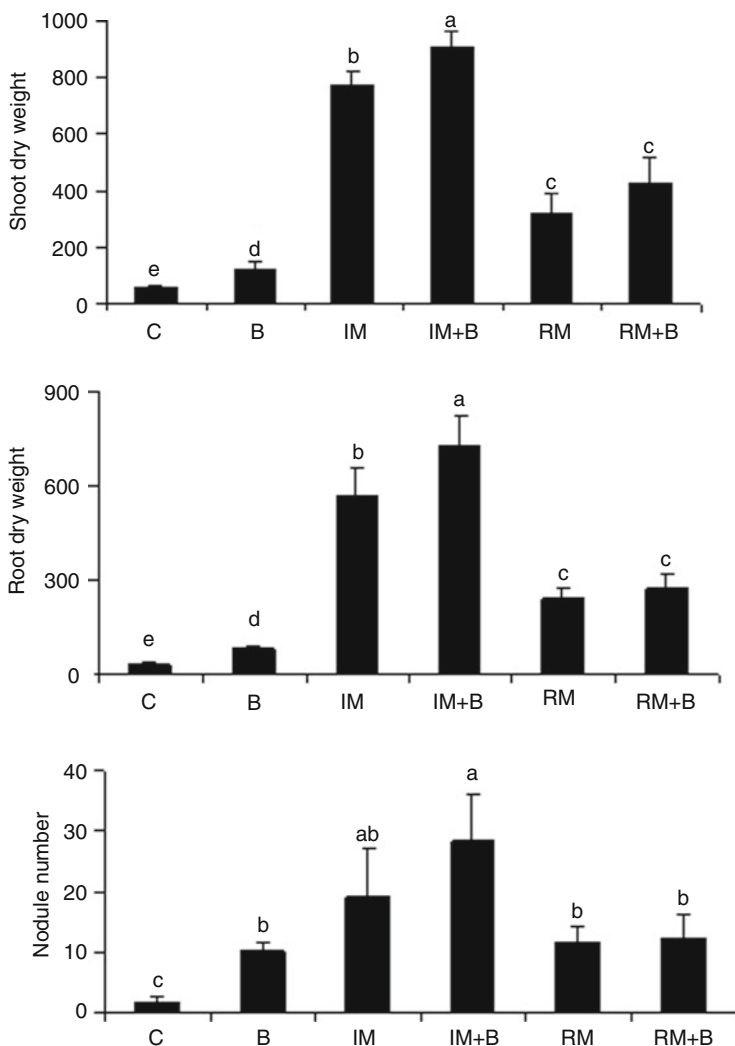 Shoot dry weight
1000
800
600
400
200
0
e
d
b
a
c
c
C B IM IM+B RM RM+B
Root dry weight
900
600
300
0
e
d
b
a
c
c
C B IM IM+B RM RM+B
Nodule number
40
30
20
10
0
c
b
ab
a
b
b
C B IM IM+B RM RM+B